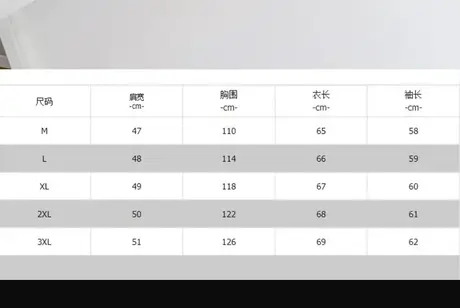 尺码 肩宽 -cm- 胸围 -cm- 衣长 -cm- 袖长 -cm-
M 47 110 65 58
L 48 114 66 59
XL 49 118 67 60
2XL 50 122 68 61
3XL 51 126 69 62